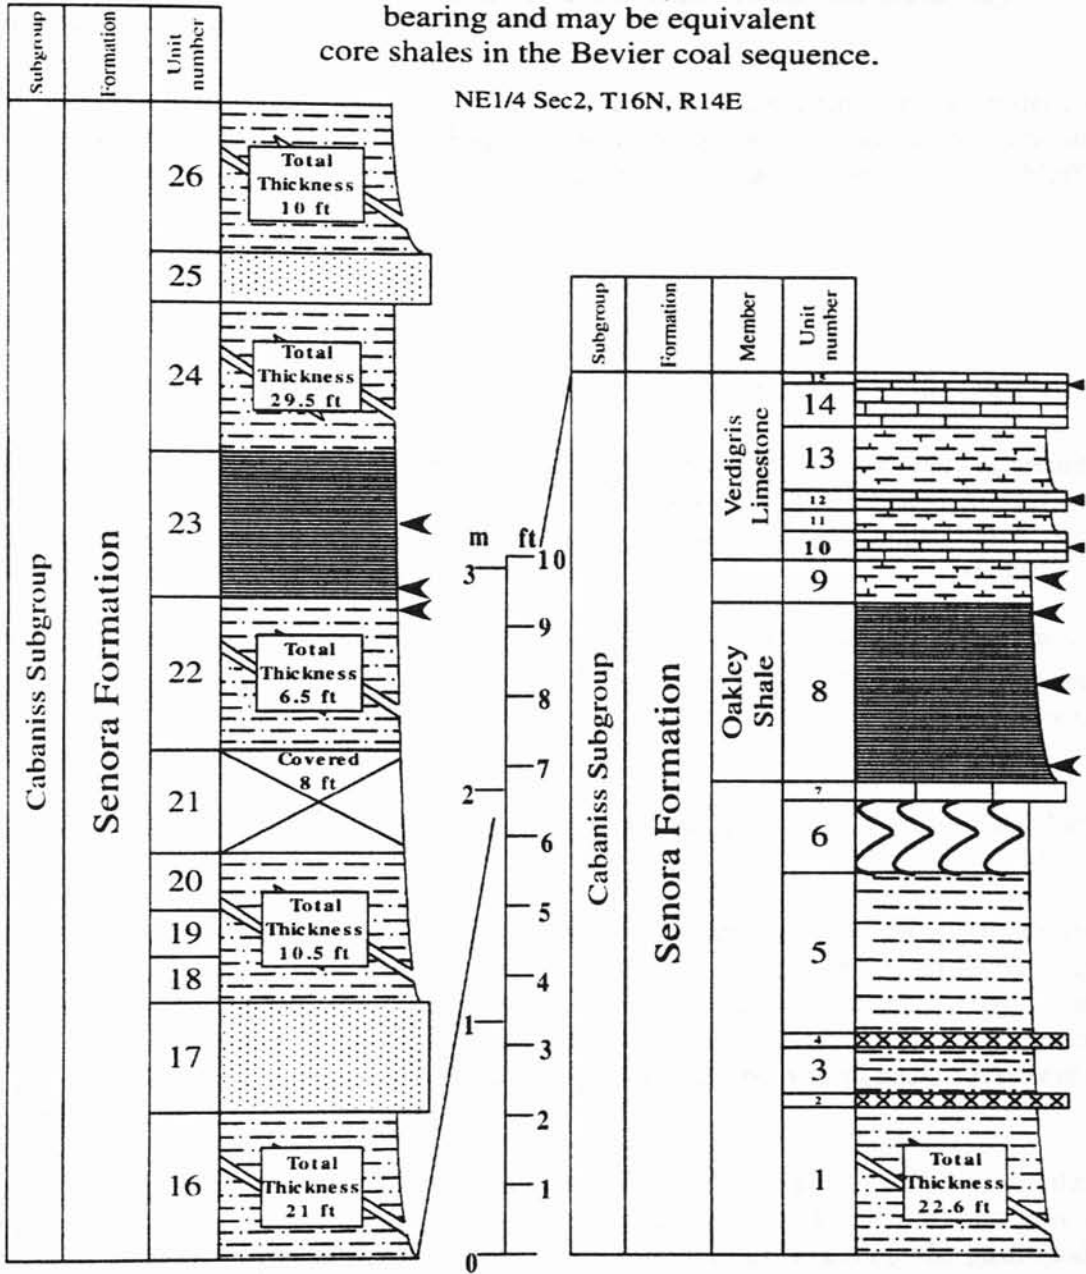 bearing and may be equivalent
core shales in the Bevier coal sequence.
NE1/4 Sec2, T16N, R14E
Subgroup
Formation
Unit number
Cabaniss Subgroup
Senora Formation
26
Total
Thickness
10 ft
25
24
Total
Thickness
29.5 ft
23
22
Total
Thickness
6.5 ft
21
Covered
8 ft
20
19
18
Total
Thickness
10.5 ft
17
16
Total
Thickness
21 ft
m ft
3
10
9
8
7
2
6
5
4
1
3
2
1
0
Subgroup
Formation
Member
Unit number
Cabaniss Subgroup
Senora Formation
Verdigris
Limestone
Oakley
Shale
15
14
13
12
11
10
9
8
7
6
5
4
3
2
1
Total
Thickness
22.6 ft